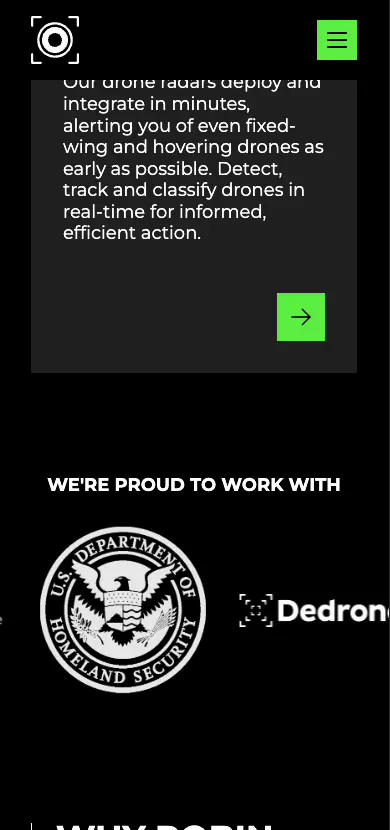 Our drone radars deploy and
integrate in minutes,
alerting you of even fixed-
wing and hovering drones as
early as possible. Detect,
track and classify drones in
real-time for informed,
efficient action.
WE'RE PROUD TO WORK WITH
U.S. DEPARTMENT OF
HOMELAND SECURITY
Dedrone
WHY ROBIN